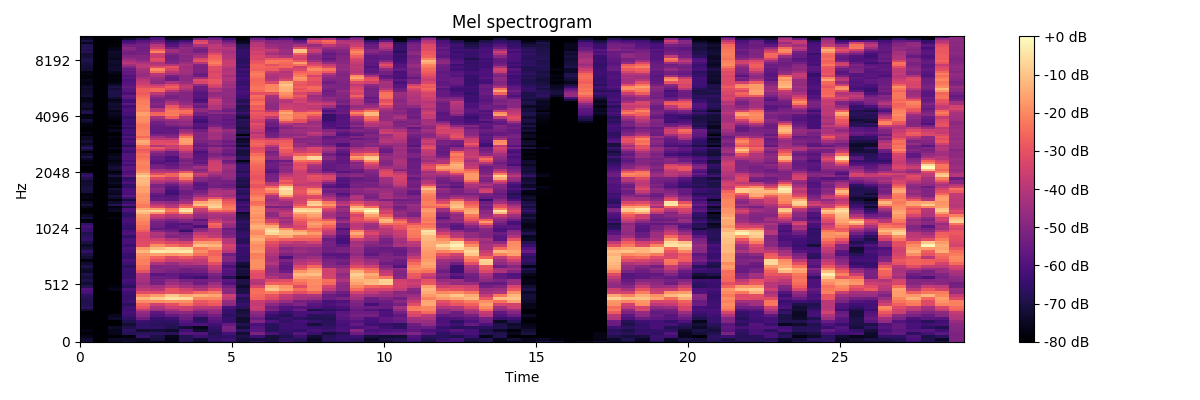 Mel spectrogram
+0 dB
8192
-10 dB
4096
-20 dB
-30 dB
2048
Hz
-40 dB
1024
-50 dB
512
-60 dB
-70 dB
0
-80 dB
0 5 10 15 20 25
Time